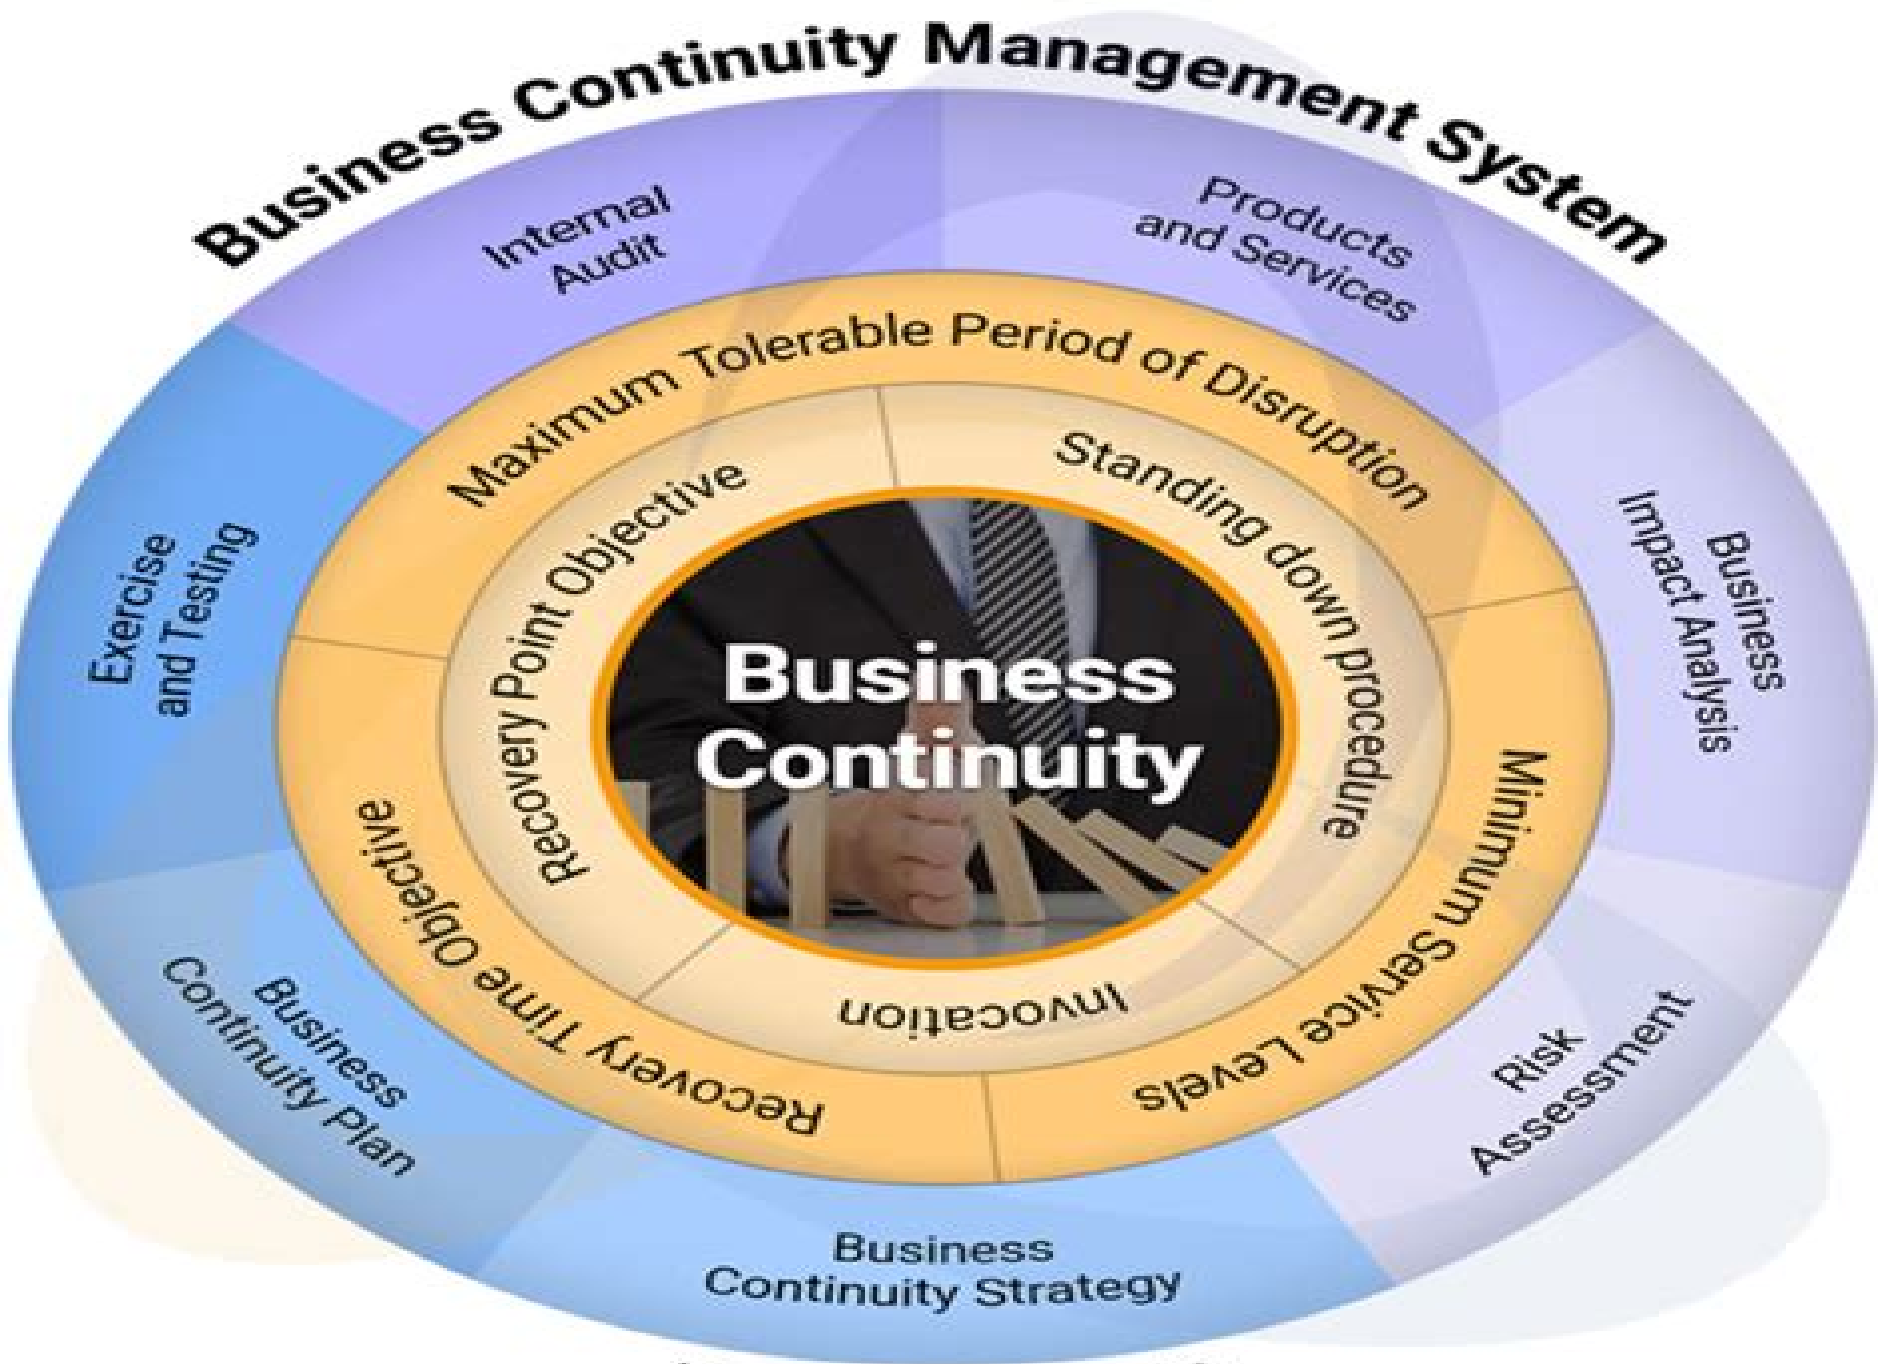 Business Continuity Management System
Internal
Audit
Products
and Services
Business
Impact Analysis
Risk
Assessment
Business
Continuity Strategy
Business
Continuity Plan
Exercise
and Testing
Maximum Tolerable Period of Disruption
Minimum Service Levels
Recovery Time Objective
Recovery Point Objective
Standing down procedure
Invocation
Business
Continuity